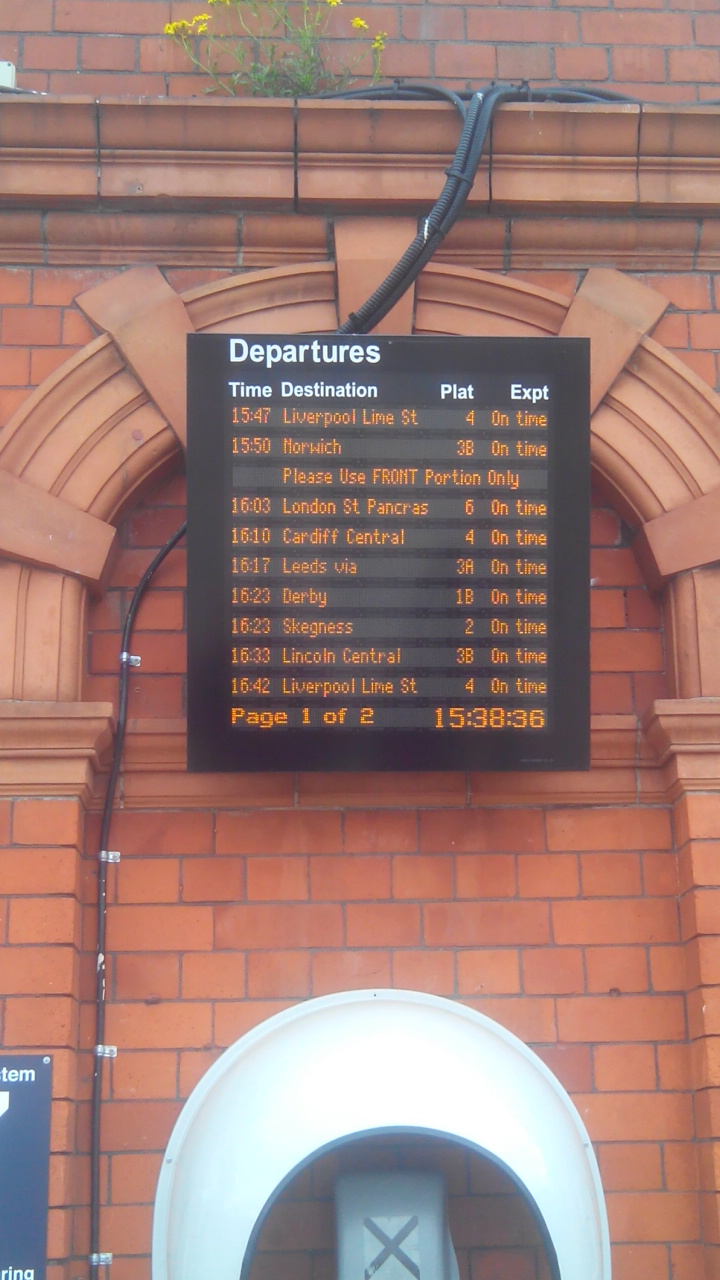 Departures
Time Destination Plat Expt
15:47 Liverpool Lime St 4 On time
15:50 Norwich 3B On time
Please Use FRONT Portion Only
16:03 London St Pancras 6 On time
16:10 Cardiff Central 4 On time
16:17 Leeds via 3A On time
16:23 Derby 1B On time
16:23 Skegness 2 On time
16:33 Lincoln Central 3B On time
16:42 Liverpool Lime St 4 On time
Page 1 of 2 15:38:36
stem
ring